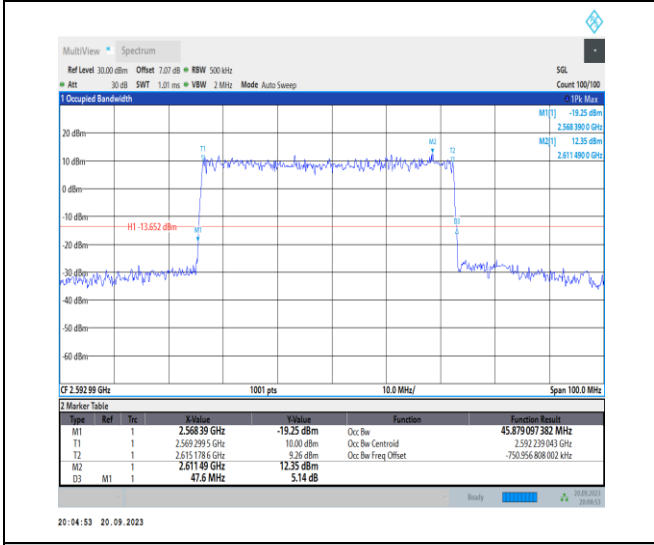 MultiView Spectrum
Ref Level 30.00 dBm Offset 7.07 dB RBW 500 kHz SGL
Att 30 dB SWT 1.01 ms VBW 2 MHz Mode Auto Sweep Count 100/100
1 Occupied Bandwidth 1Pk Max
M1[1] -19.25 dBm
2.568 390 0 GHz
M2[1] 12.35 dBm
2.611 490 0 GHz
20 dBm
M2
T1 T2
10 dBm
0 dBm
-10 dBm
D3
H1 -13.652 dBm
M1
-20 dBm
-30 dBm
-40 dBm
-50 dBm
-60 dBm
CF 2.592 99 GHz 1001 pts 10.0 MHz/ Span 100.0 MHz
2 Marker Table
Type Ref Trc X-Value Y-Value Function Function Result
M1 1 2.568 39 GHz -19.25 dBm Occ Bw 45.879 097 382 MHz
T1 1 2.569 299 5 GHz 10.00 dBm Occ Bw Centroid 2.592 239 043 GHz
T2 1 2.615 178 6 GHz 9.26 dBm Occ Bw Freq Offset -750.956 808 002 kHz
M2 1 2.611 49 GHz 12.35 dBm
D3 M1 1 47.6 MHz 5.14 dB
Ready 20.09.2023
20:04:53
20:04:53 20.09.2023